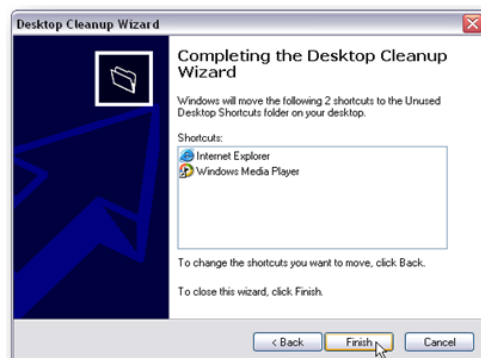 Desktop Cleanup Wizard
Completing the Desktop Cleanup
Wizard
Windows will move the following 2 shortcuts to the Unused
Desktop Shortcuts folder on your desktop.
Shortcuts:
Internet Explorer
Windows Media Player
To change the shortcuts you want to move, click Back.
To close this wizard, click Finish.
< Back
Finish
Cancel